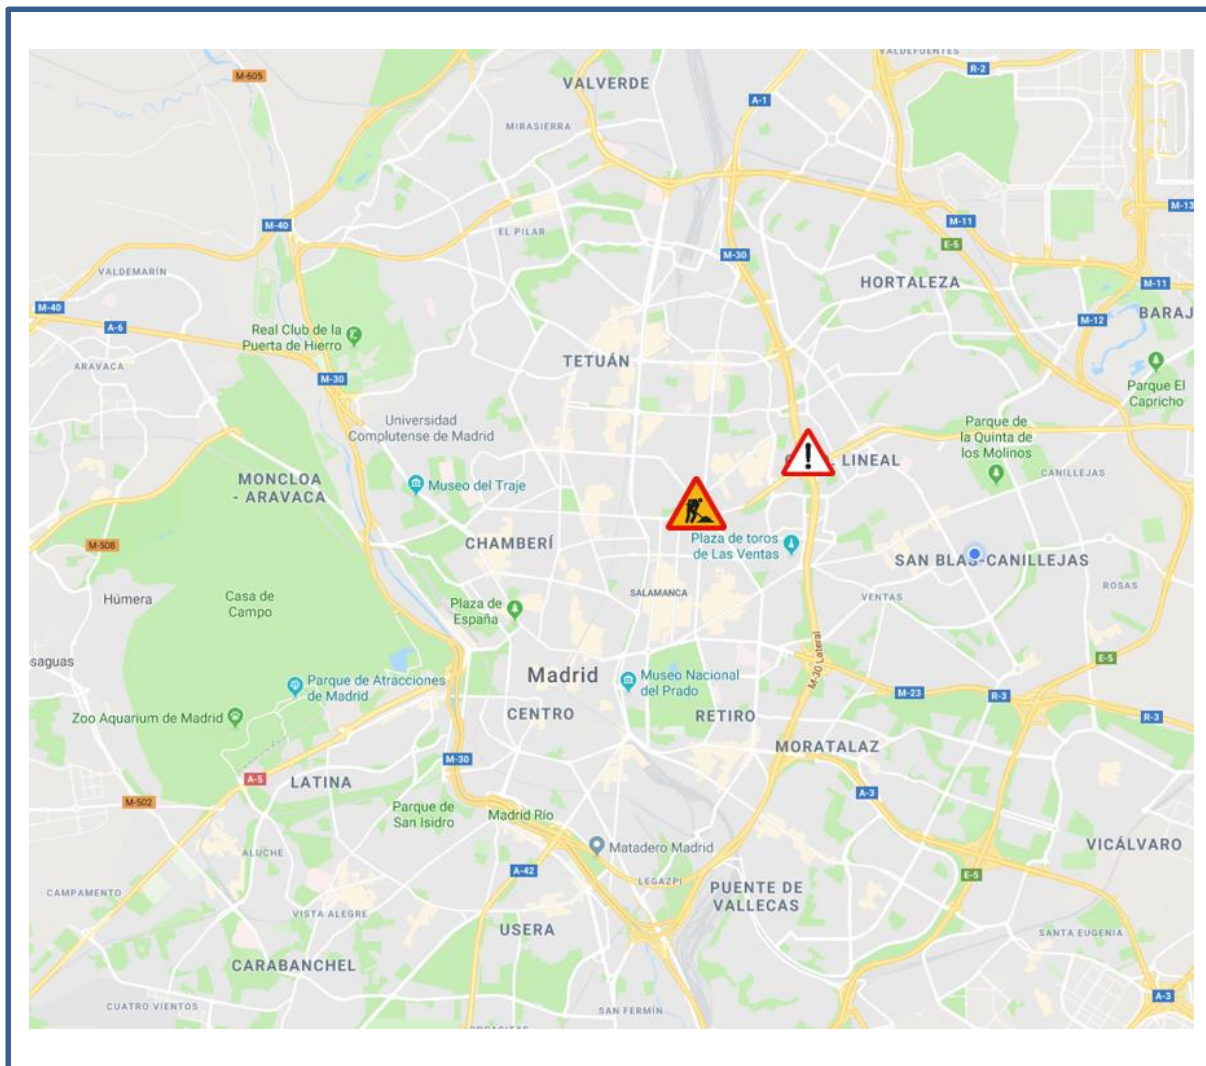 VALDEFUENTES
M-605
R-2
VALVERDE
A-1
MIRASIERRA
M-13
M-40
M-11
EL PILAR
E-5
M-30
VALDEMARÍN
HORTALEZA
M-11
M-40
BARAJ
M-12
A-6
Real Club de la
Puerta de Hierro
TETUÁN
ARAVACA
M-30
Parque El
Capricho
Universidad
Complutense de Madrid
Parque de
la Quinta de
los Molinos
LINEAL
CANILLEJAS
MONCLOA
- ARAVACA
Museo del Traje
Plaza de toros
de Las Ventas
CHAMBERÍ
M-508
SAN BLAS-CANILLEJAS
ROSAS
Húmera
Casa de
Campo
SALAMANCA
VENTAS
Plaza de
España
M-30 Lateral
osaguas
E-5
Madrid
Museo Nacional
del Prado
Parque de Atracciones
de Madrid
M-23
R-3
Zoo Aquarium de Madrid
CENTRO
RETIRO
R-3
MORATALAZ
M-30
A-5
LATINA
A-3
M-502
Parque de
San Isidro
Madrid Río
Matadero Madrid
VICÁLVARO
ALUCHE
A-42
LEGAZPI
E-5
CAMPAMENTO
PUENTE DE
VALLECAS
VISTA ALEGRE
USERA
SANTA EUGENIA
CARABANCHEL
A-3
CUATRO VIENTOS
SAN FERMÍN